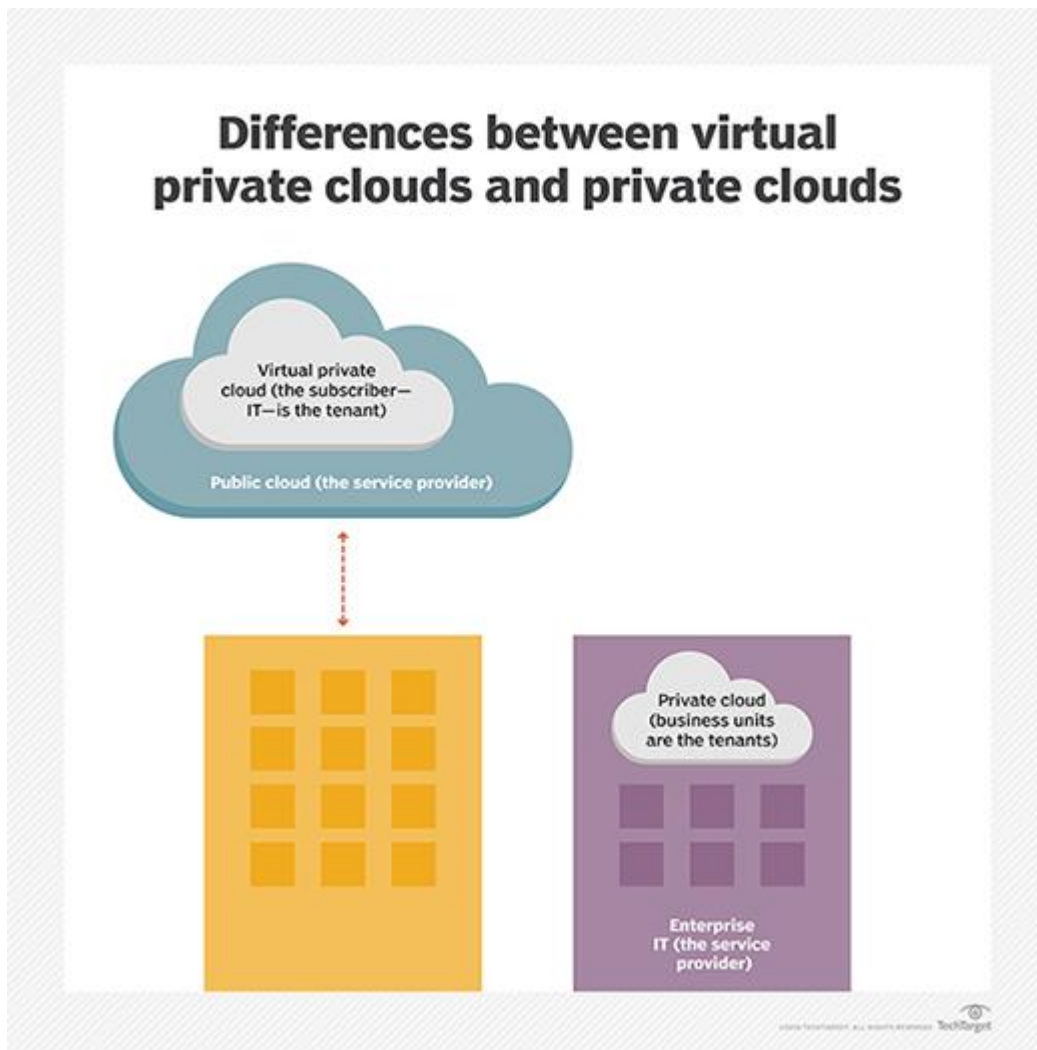 Differences between virtual
private clouds and private clouds
Virtual private
cloud (the subscriber—
IT—is the tenant)
Public cloud (the service provider)
Private cloud
(business units
are the tenants)
Enterprise
IT (the service
provider)
TechTarget